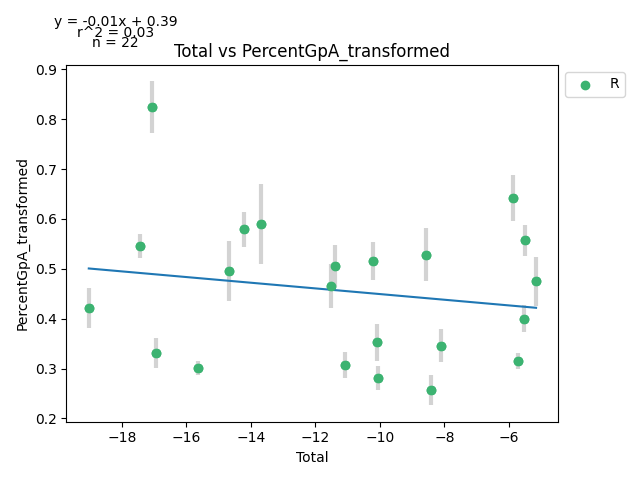 y = -0.01x + 0.39
r^2 = 0.03
n = 22
Total vs PercentGpA_transformed
R
PercentGpA_transformed
0.9
0.8
0.7
0.6
0.5
0.4
0.3
0.2
−18 −16 −14 −12 −10 −8 −6
Total